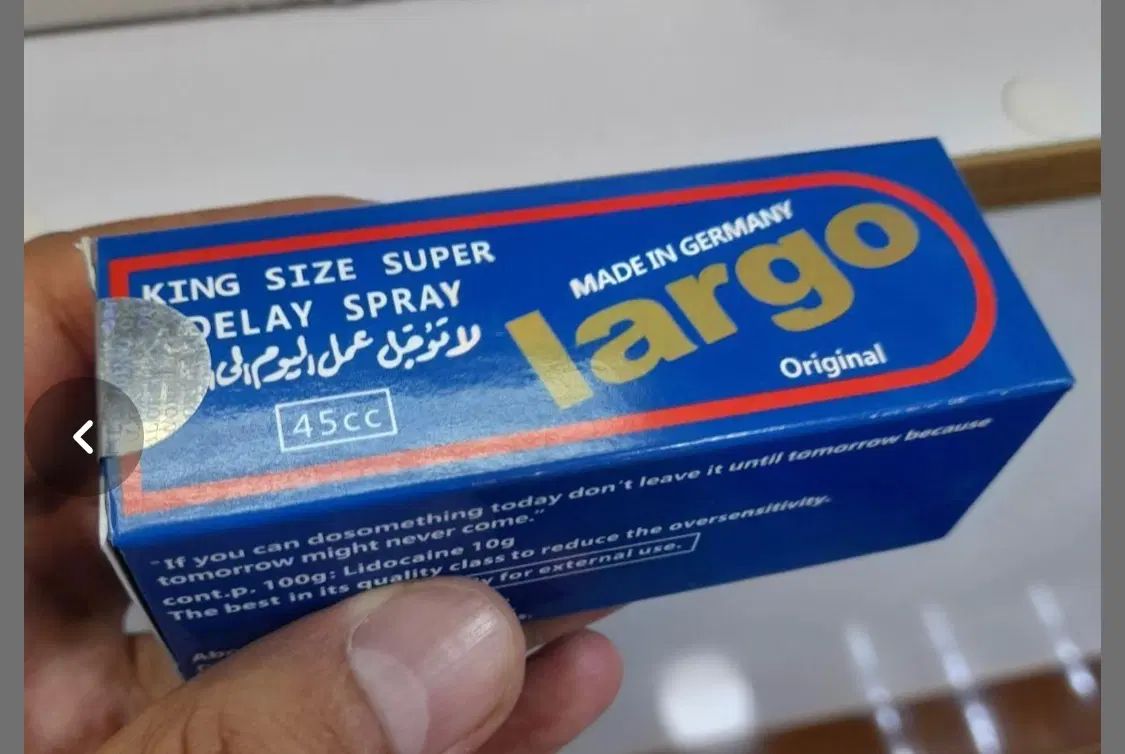 KING SIZE SUPER
DELAY SPRAY
لا تؤجل عمل اليوم الى
45cc
MADE IN GERMANY
largo
Original
"If you can dosomething today don't leave it until tomorrow because
tomorrow might never come."
cont.p. 100g: Lidocaine 10g
The best in its quality class to reduce the oversensitivity.
for external use.